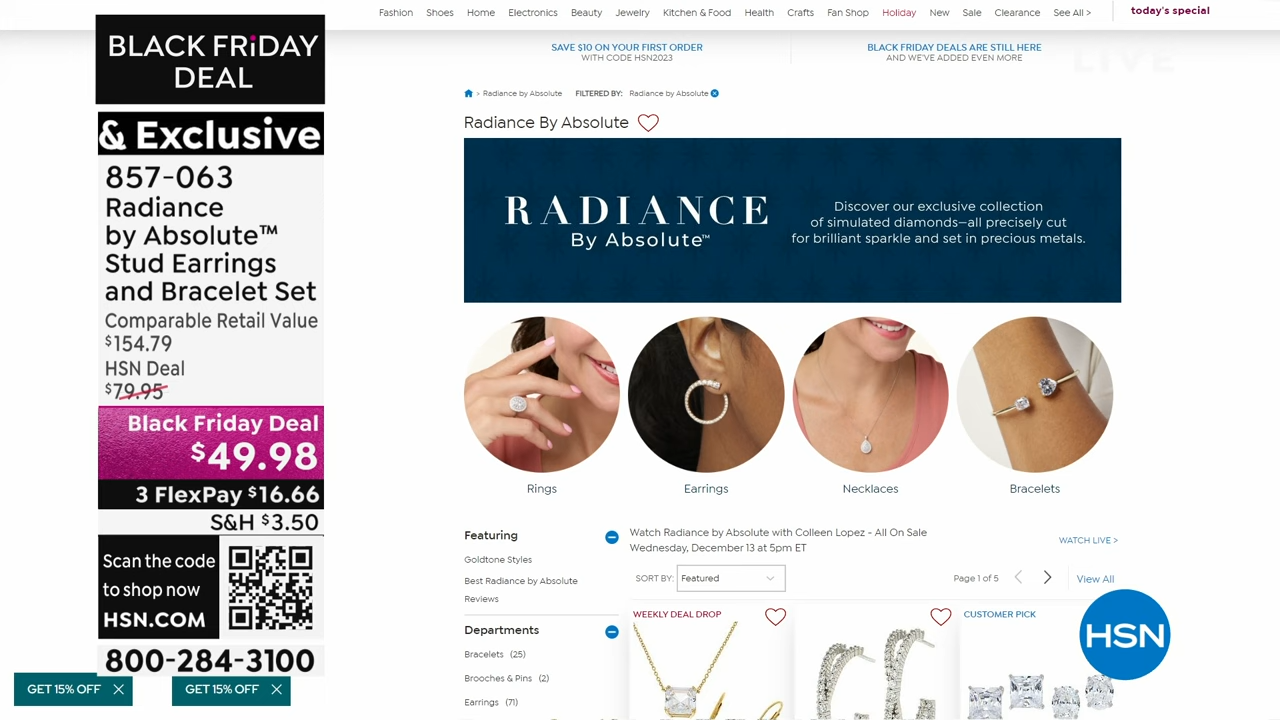 Fashion Shoes Home Electronics Beauty Jewelry Kitchen & Food Health Crafts Fan Shop Holiday New Sale Clearance See All > today's special
BLACK FRiDAY
DEAL
& Exclusive
857-063
Radiance
by Absolute™
Stud Earrings
and Bracelet Set
Comparable Retail Value
$154.79
HSN Deal
$79.95
Black Friday Deal
$49.98
3 FlexPay $16.66
S&H $3.50
Scan the code
to shop now
HSN.COM
800-284-3100
GET 15% OFF
GET 15% OFF
SAVE $10 ON YOUR FIRST ORDER
WITH CODE HSN2023
BLACK FRIDAY DEALS ARE STILL HERE
AND WE'VE ADDED EVEN MORE
LIVE
> Radiance by Absolute FILTERED BY: Radiance by Absolute
Radiance By Absolute
RADIANCE
By Absolute™
Discover our exclusive collection
of simulated diamonds—all precisely cut
for brilliant sparkle and set in precious metals.
Rings Earrings Necklaces Bracelets
Featuring
Goldtone Styles
Best Radiance by Absolute
Reviews
Departments
Bracelets (25)
Brooches & Pins (2)
Earrings (71)
Watch Radiance by Absolute with Colleen Lopez - All On Sale
Wednesday, December 13 at 5pm ET
WATCH LIVE >
SORT BY: Featured
Page 1 of 5
View All
WEEKLY DEAL DROP
CUSTOMER PICK
HSN